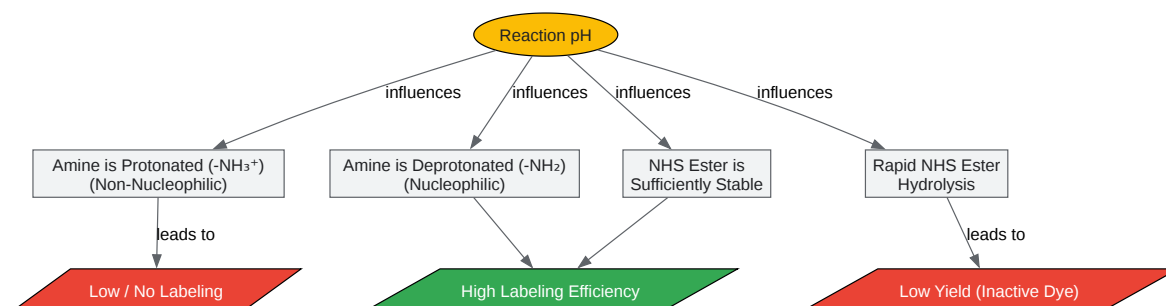 Reaction pH
influences
influences
influences
influences
Amine is Protonated (-NH₃⁺)
(Non-Nucleophilic)
Amine is Deprotonated (-NH₂)
(Nucleophilic)
NHS Ester is
Sufficiently Stable
Rapid NHS Ester
Hydrolysis
leads to
leads to
Low / No Labeling
High Labeling Efficiency
Low Yield (Inactive Dye)